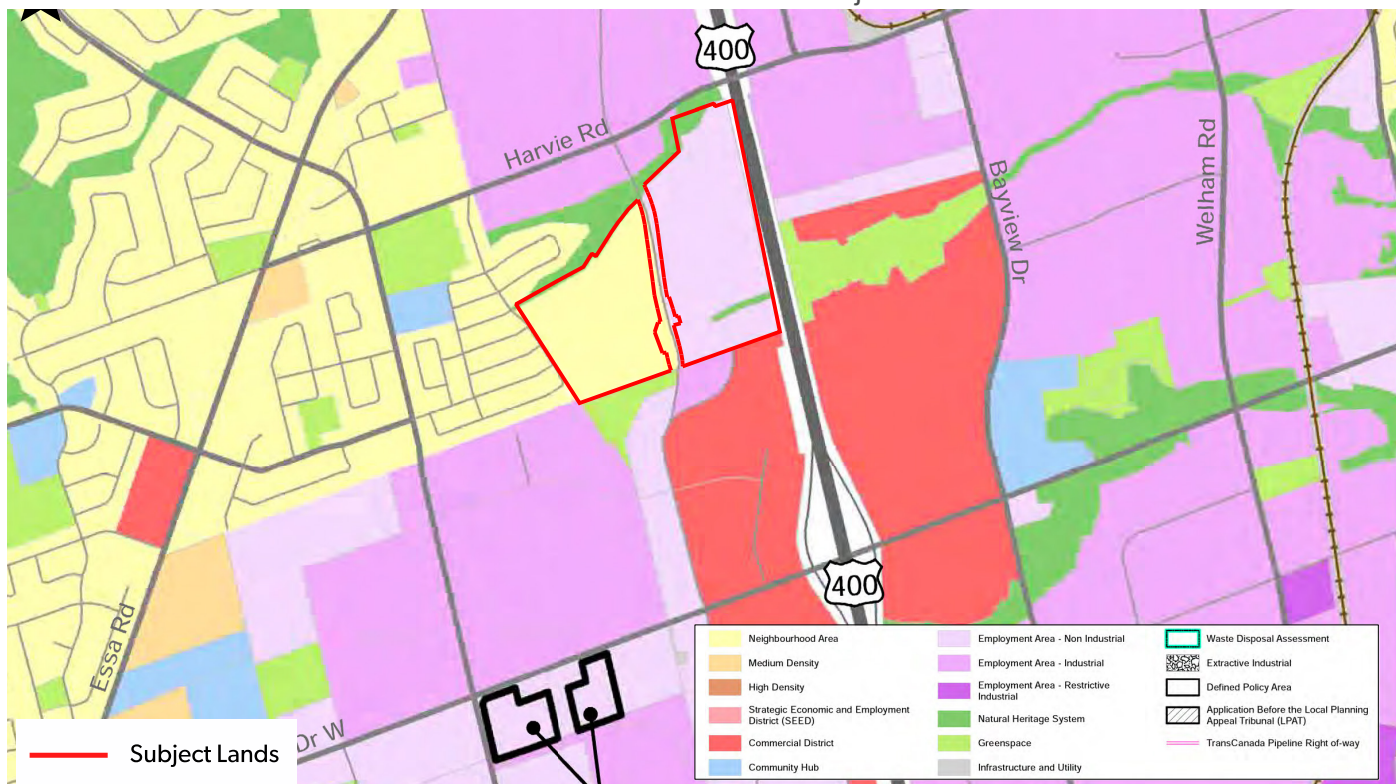 400
Harvie Rd
Bayview Dr
Welham Rd
400
Essa Rd
Dr W
Subject Lands
Neighbourhood Area
Medium Density
High Density
Strategic Economic and Employment
District (SEED)
Commercial District
Community Hub
Employment Area - Non Industrial
Employment Area - Industrial
Employment Area - Restrictive
Industrial
Natural Heritage System
Greenspace
Infrastructure and Utility
Waste Disposal Assessment
Extractive Industrial
Defined Policy Area
Application Before the Local Planning
Appeal Tribunal (LPAT)
TransCanada Pipeline Right of-way